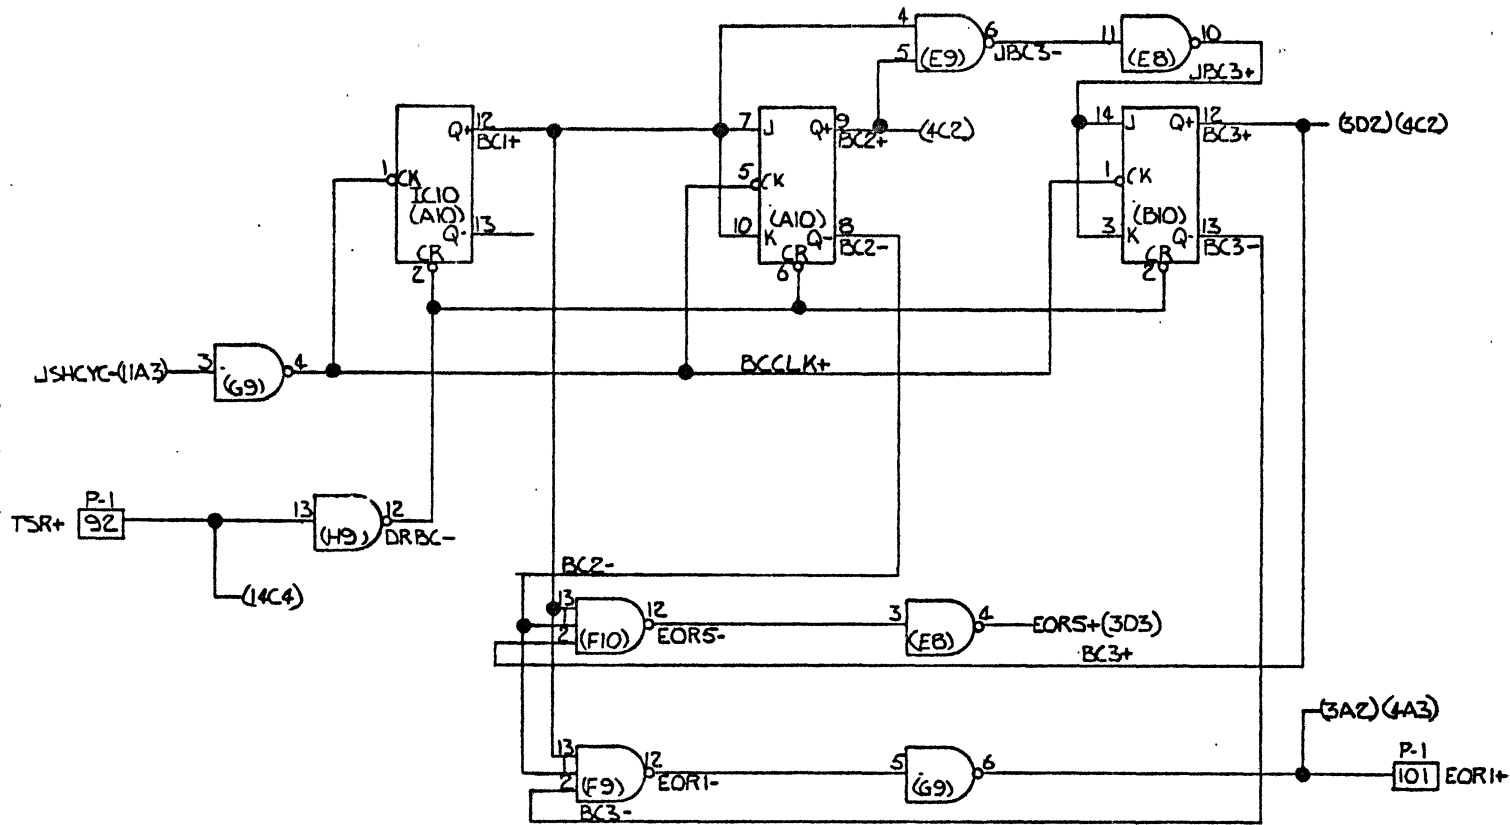 4
5
(E9)
6
JBC3-
11
(E8)
10
JBC3+
Q+
12
BC1+
1
CK
IC10
(A10)
Q-
13
CR
2
7
J
Q+
9
BC2+
(4C2)
5
CK
(A10)
10
K
Q-
8
BC2-
CR
6
14
J
Q+
12
BC3+
(3D2)(4C2)
1
CK
(B10)
3
K
Q-
13
BC3-
CR
2
JSHCYC-(11A3)
3
(G9)
4
BCCLK+
TSR+
P-1
92
13
(H9)
12
DRBC-
(14C4)
BC2-
13
1
2
(F10)
12
EOR5-
3
(E8)
4
EOR5+(3D3)
BC3+
13
1
2
(F9)
12
EOR1-
BC3-
5
(G9)
6
(3A2)(4A3)
P-1
101
EOR1+